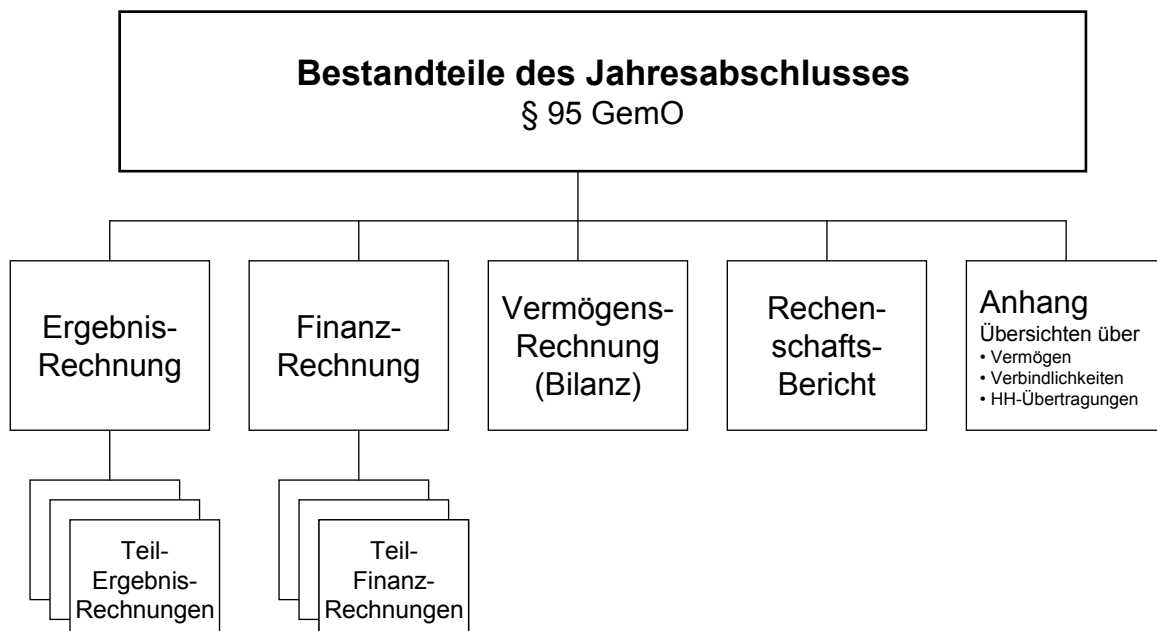 Bestandteile des Jahresabschlusses
§ 95 GemO
Ergebnis-
Rechnung
Finanz-
Rechnung
Vermögens-
Rechnung
(Bilanz)
Rechen-
schafts-
Bericht
Anhang
Übersichten über
• Vermögen
• Verbindlichkeiten
• HH-Übertragungen
Teil-
Ergebnis-
Rechnungen
Teil-
Finanz-
Rechnungen